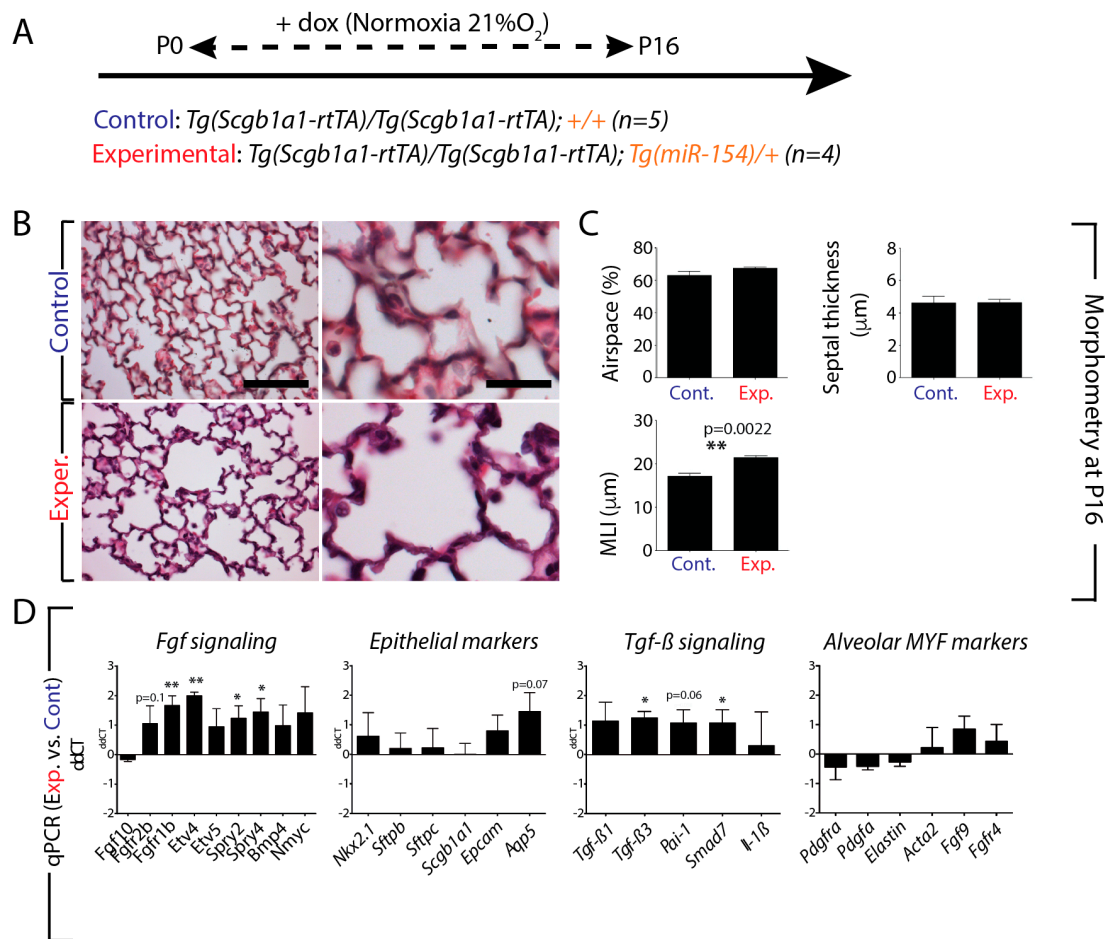 A
+ dox (Normoxia 21%O2)
P0
P16
Control: Tg(Scgb1a1-rtTA)/Tg(Scgb1a1-rtTA); +/+ (n=5)
Experimental: Tg(Scgb1a1-rtTA)/Tg(Scgb1a1-rtTA); Tg(miR-154)/+ (n=4)
B
Control
Exper.
C
Airspace (%)
80
60
40
20
0
Cont.
Exp.
Septal thickness
(μm)
8
6
4
2
0
Cont.
Exp.
MLI (μm)
30
20
10
0
p=0.0022
**
Cont.
Exp.
Morphometry at P16
D
qPCR (Exp. vs. Cont)
ddCT
Fgf signaling
ddCT
3
2
1
0
-1
-2
p=0.1
**
**
*
*
Fgf10
Fgfr2b
Fgfr1b
Etv4
Etv5
Spry2
Spry4
Bmp4
Nmyc
Epithelial markers
3
2
1
0
-1
-2
p=0.07
Nkx2.1
Sftpb
Sftpc
Scgb1a1
Epcam
Aqp5
Tgf-ß signaling
ddCT
3
2
1
0
-1
-2
*
p=0.06
*
Tgf-ß1
Tgf-ß3
Pai-1
Smad7
Il-1ß
Alveolar MYF markers
3
2
1
0
-1
-2
Pdgfra
Pdgfa
Elastin
Acta2
Fgf9
Fgfr4